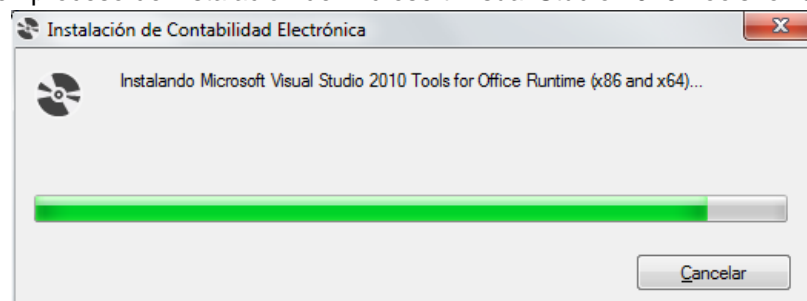 Instalación de Contabilidad Electrónica
Instalando Microsoft Visual Studio 2010 Tools for Office Runtime (x86 and x64)...
Cancelar